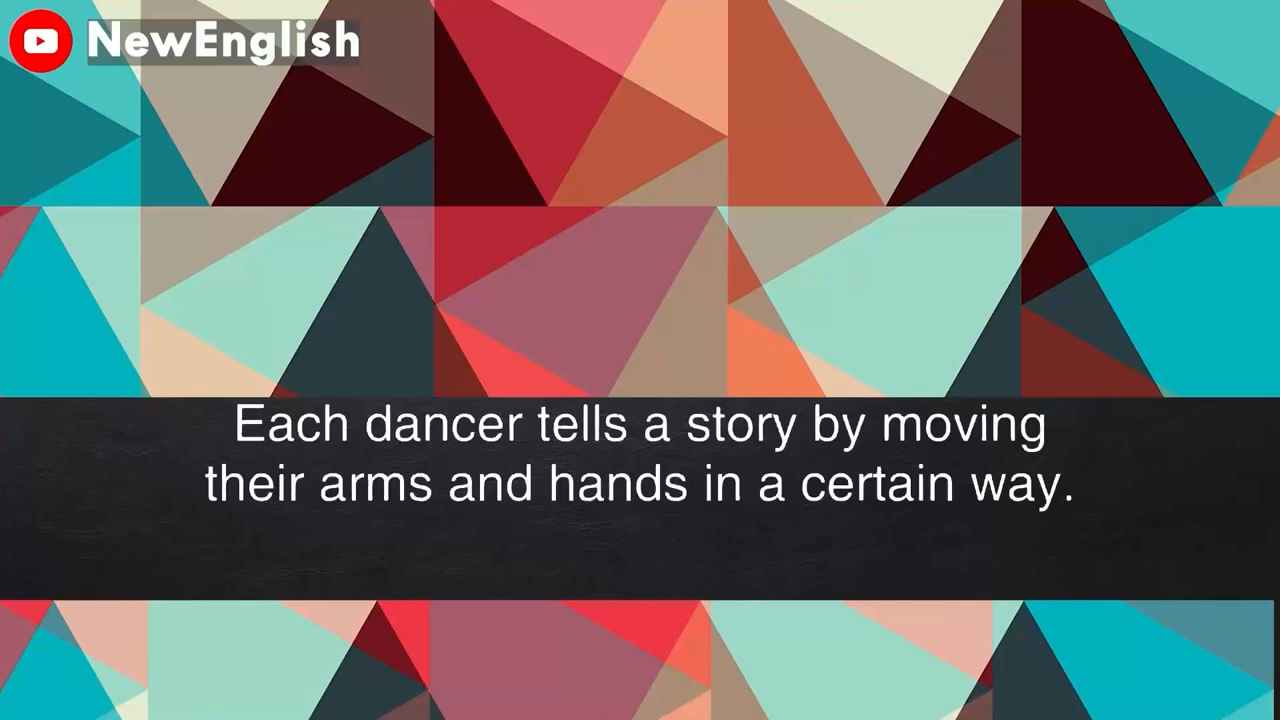 NewEnglish
Each dancer tells a story by moving
their arms and hands in a certain way.